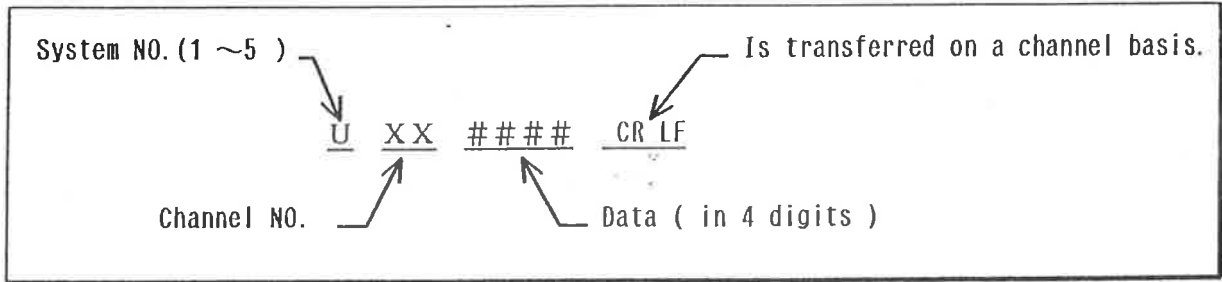 System NO.(1 ～5 ) Is transferred on a channel basis.
U XX #### CR LF
Channel NO. Data ( in 4 digits )